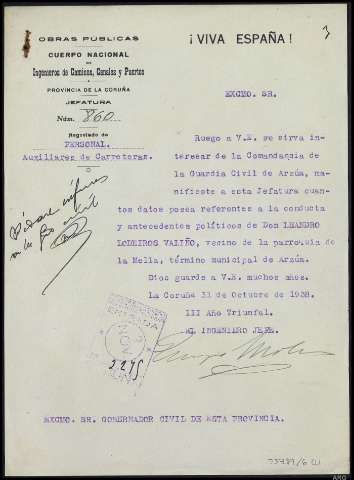 OBRAS PUBLICAS
CUERPO NACIONAL
DE
Ingenieros de Caminos, Canales y Puertos
PROVINCIA DE LA CORUÑA
JEFATURA
Núm. 860
Negociado de
PERSONAL.
Auxiliares de Carreteras.
¡VIVA ESPAÑA!
3
EXCMO. SR.
Ruego a V.E. se sirva in-
teresar de la Comandancia de
la Guardia Civil de Arzúa, ma-
nifieste a esta Jefatura cuan-
tos datos posea referentes a la conducta
y antecedentes políticos de Don LEANDRO
LODEIROS VALIÑO, vecino de la parroquia de
la Mella, término municipal de Arzúa.
Dios guarde a V.E. muchos años.
La Coruña 31 de Octubre de 1938.
III Año Triunfal.
EL INGENIERO JEFE,
2275
EXCMO. SR. GOBERNADOR CIVIL DE ESTA PROVINCIA.